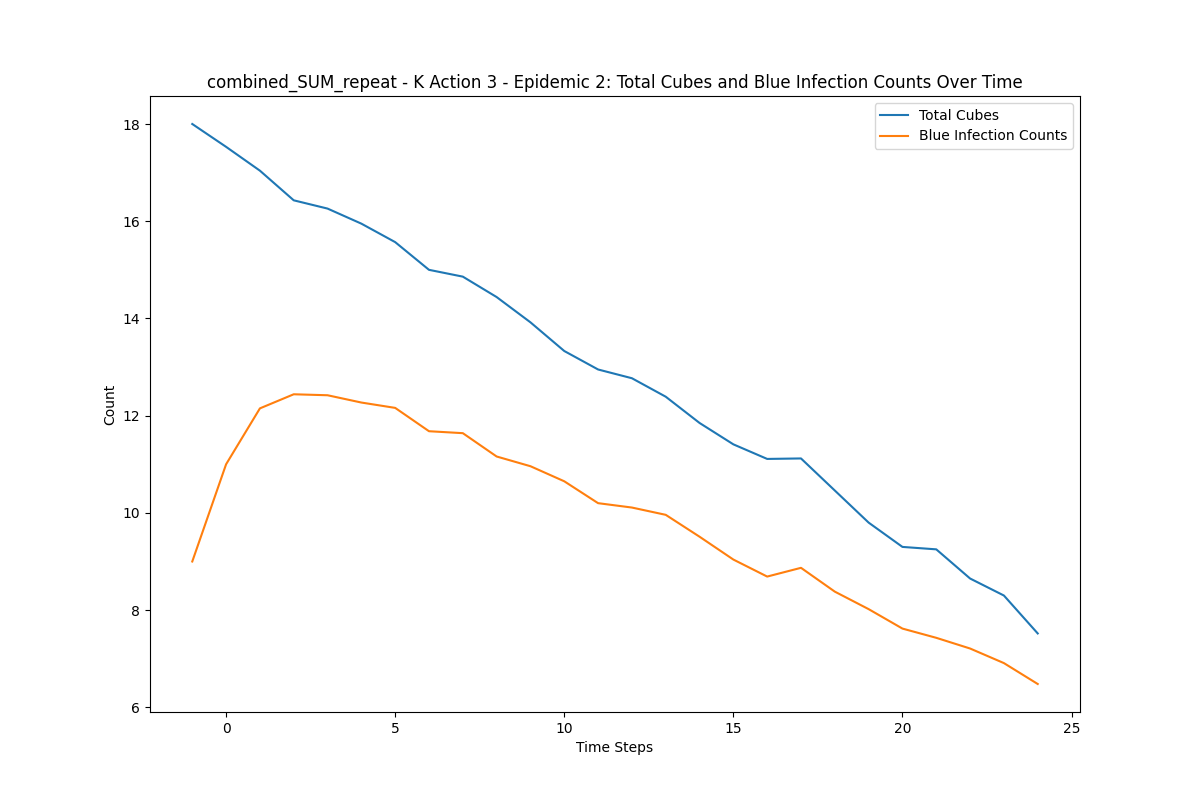 combined_SUM_repeat - K Action 3 - Epidemic 2: Total Cubes and Blue Infection Counts Over Time
Total Cubes
Blue Infection Counts
18
16
14
12
10
8
6
Count
0 5 10 15 20 25
Time Steps